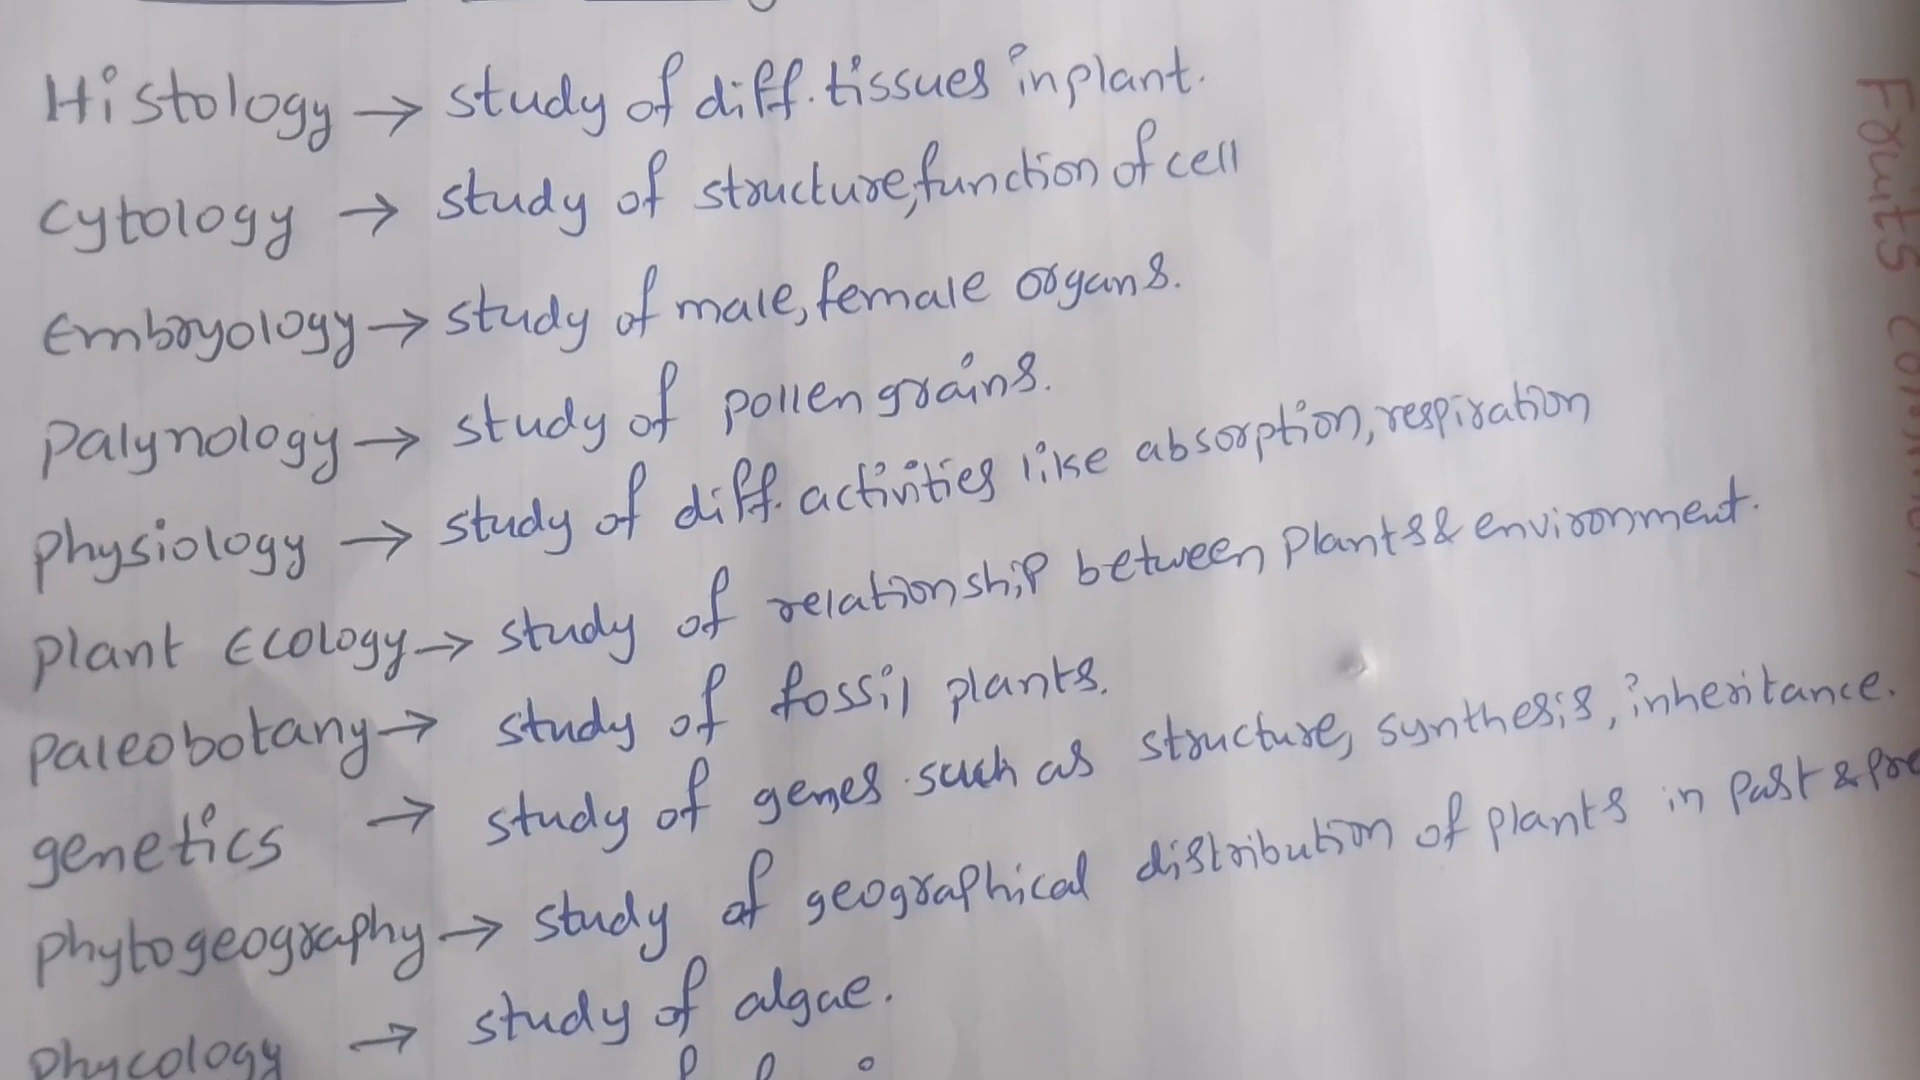 Histology → study of diff. tissues in plant.
Cytology → study of structure, function of cell
Embryology → study of male, female organs.
Palynology → study of pollen grains.
Physiology → study of diff. activities like absorption, respiration
Plant Ecology → study of relationship between Plants & environment.
Paleobotany → study of fossil plants.
genetics → study of genes such as structure, synthesis, inheritance.
Phytogeography → study of geographical distribution of plants in Past & pre
Phycology → study of algae.
Fruits